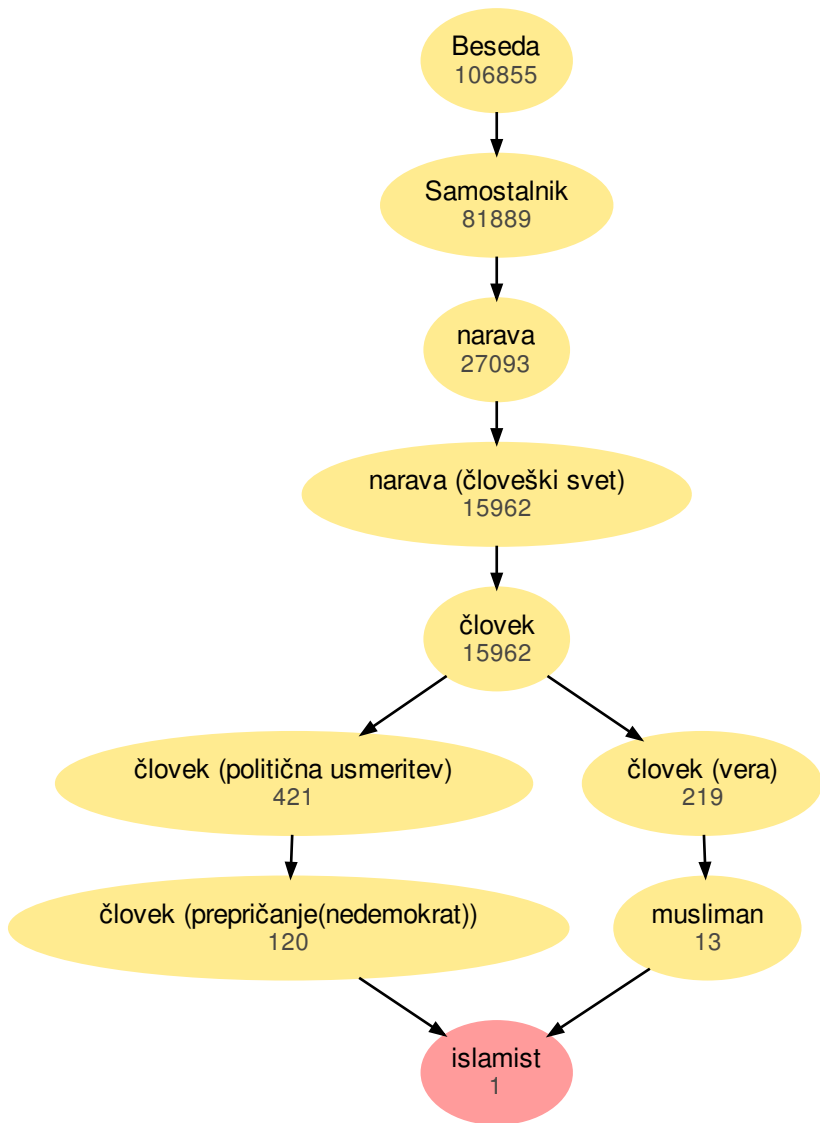 Beseda
106855
Samostalnik
81889
narava
27093
narava (človeški svet)
15962
človek
15962
človek (politična usmeritev)
421
človek (vera)
219
človek (prepričanje(nedemokrat))
120
musliman
13
islamist
1